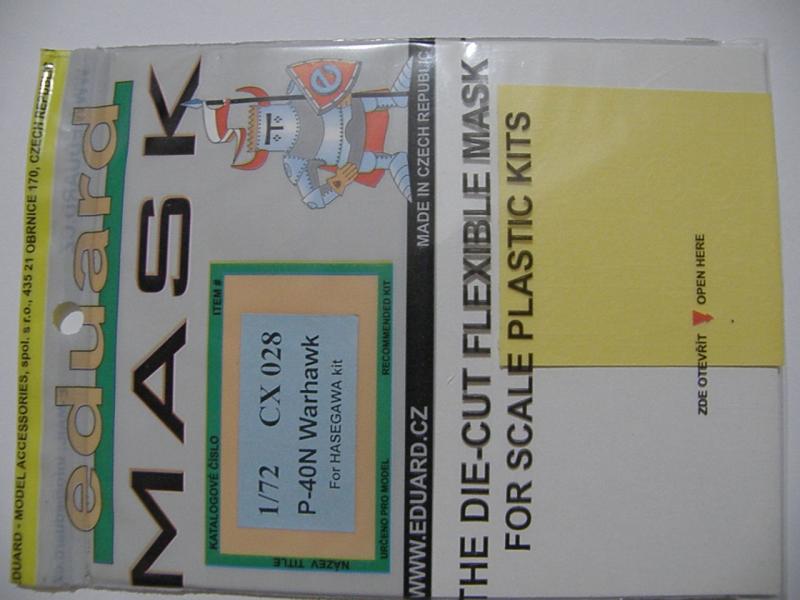 EDUARD - MODEL ACCESSORIES, spol. s r.o., 435 21 OBRNICE 170, CZECH REPUBLIC
eduard
MASK
e
KATALOGOVÉ ČÍSLO ITEM #
1/72 CX 028
P-40N Warhawk
For HASEGAWA kit
NÁZEV TITLE
URČENO PRO MODEL RECOMMENDED KIT
WWW.EDUARD.CZ MADE IN CZECH REPUBLIC
THE DIE-CUT FLEXIBLE MASK
FOR SCALE PLASTIC KITS
ZDE OTEVŘÍT OPEN HERE